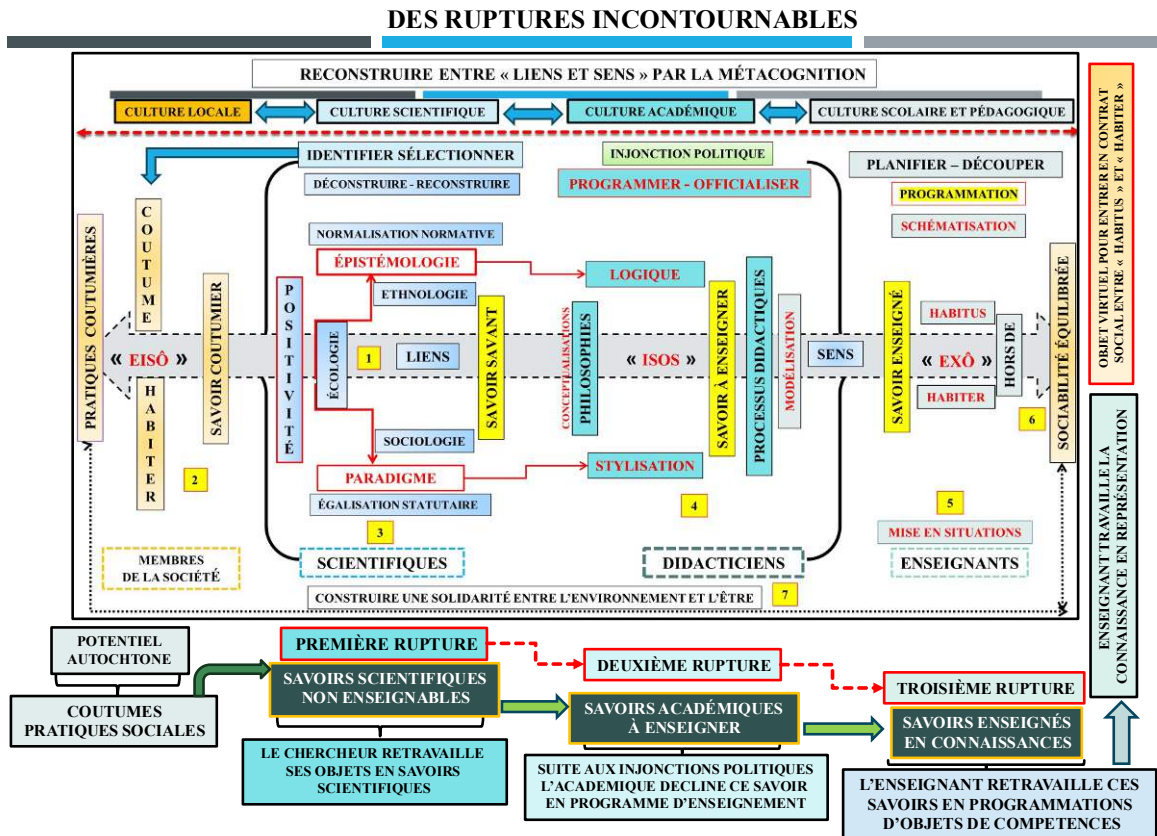 DES RUPTURES INCONTOURNABLES
RECONSTRUIRE ENTRE « LIENS ET SENS » PAR LA MÉTACOGNITION
CULTURE LOCALE
CULTURE SCIENTIFIQUE
CULTURE ACADÉMIQUE
CULTURE SCOLAIRE ET PÉDAGOGIQUE
IDENTIFIER SÉLECTIONNER
DÉCONSTRUIRE - RECONSTRUIRE
INJONCTION POLITIQUE
PROGRAMMER - OFFICIALISER
PLANIFIER – DÉCOUPER
PROGRAMMATION
SCHÉMATISATION
NORMALISATION NORMATIVE
ÉPISTÉMOLOGIE
ETHNOLOGIE
LOGIQUE
PRATIQUES COUTUMIÈRES
COUTUME
« EISÔ »
HABITER
2
SAVOIR COUTUMIER
POSITIVITÉ
ÉCOLOGIE
1
LIENS
SAVOIR SAVANT
CONCEPTUALISATIONS
PHILOSOPHIES
« ISOS »
SAVOIR À ENSEIGNER
PROCESSUS DIDACTIQUES
MODÉLISATION
SENS
SAVOIR ENSEIGNÉ
HABITUS
« EXÔ »
HABITER
HORS DE
6
SOCIABILITÉ ÉQUILIBRÉE
SOCIOLOGIE
PARADIGME
STYLISATION
ÉGALISATION STATUTAIRE
3
4
5
MISE EN SITUATIONS
MEMBRES
DE LA SOCIÉTÉ
SCIENTIFIQUES
DIDACTICIENS
ENSEIGNANTS
CONSTRUIRE UNE SOLIDARITÉ ENTRE L'ENVIRONNEMENT ET L'ÊTRE
7
OBJET VIRTUEL POUR ENTRER EN CONTRAT
SOCIAL ENTRE « HABITUS » ET « HABITER »
ENSEIGNANT TRAVAILLE LA
CONNAISSANCE EN REPRÉSENTATION
POTENTIEL
AUTOCHTONE
COUTUMES
PRATIQUES SOCIALES
PREMIÈRE RUPTURE
SAVOIRS SCIENTIFIQUES
NON ENSEIGNABLES
LE CHERCHEUR RETRAVAILLE
SES OBJETS EN SAVOIRS
SCIENTIFIQUES
DEUXIÈME RUPTURE
SAVOIRS ACADÉMIQUES
À ENSEIGNER
SUITE AUX INJONCTIONS POLITIQUES
L'ACADEMIQUE DECLINE CE SAVOIR
EN PROGRAMME D'ENSEIGNEMENT
TROISIÈME RUPTURE
SAVOIRS ENSEIGNÉS
EN CONNAISSANCES
L'ENSEIGNANT RETRAVAILLE CES
SAVOIRS EN PROGRAMMATIONS
D'OBJETS DE COMPETENCES